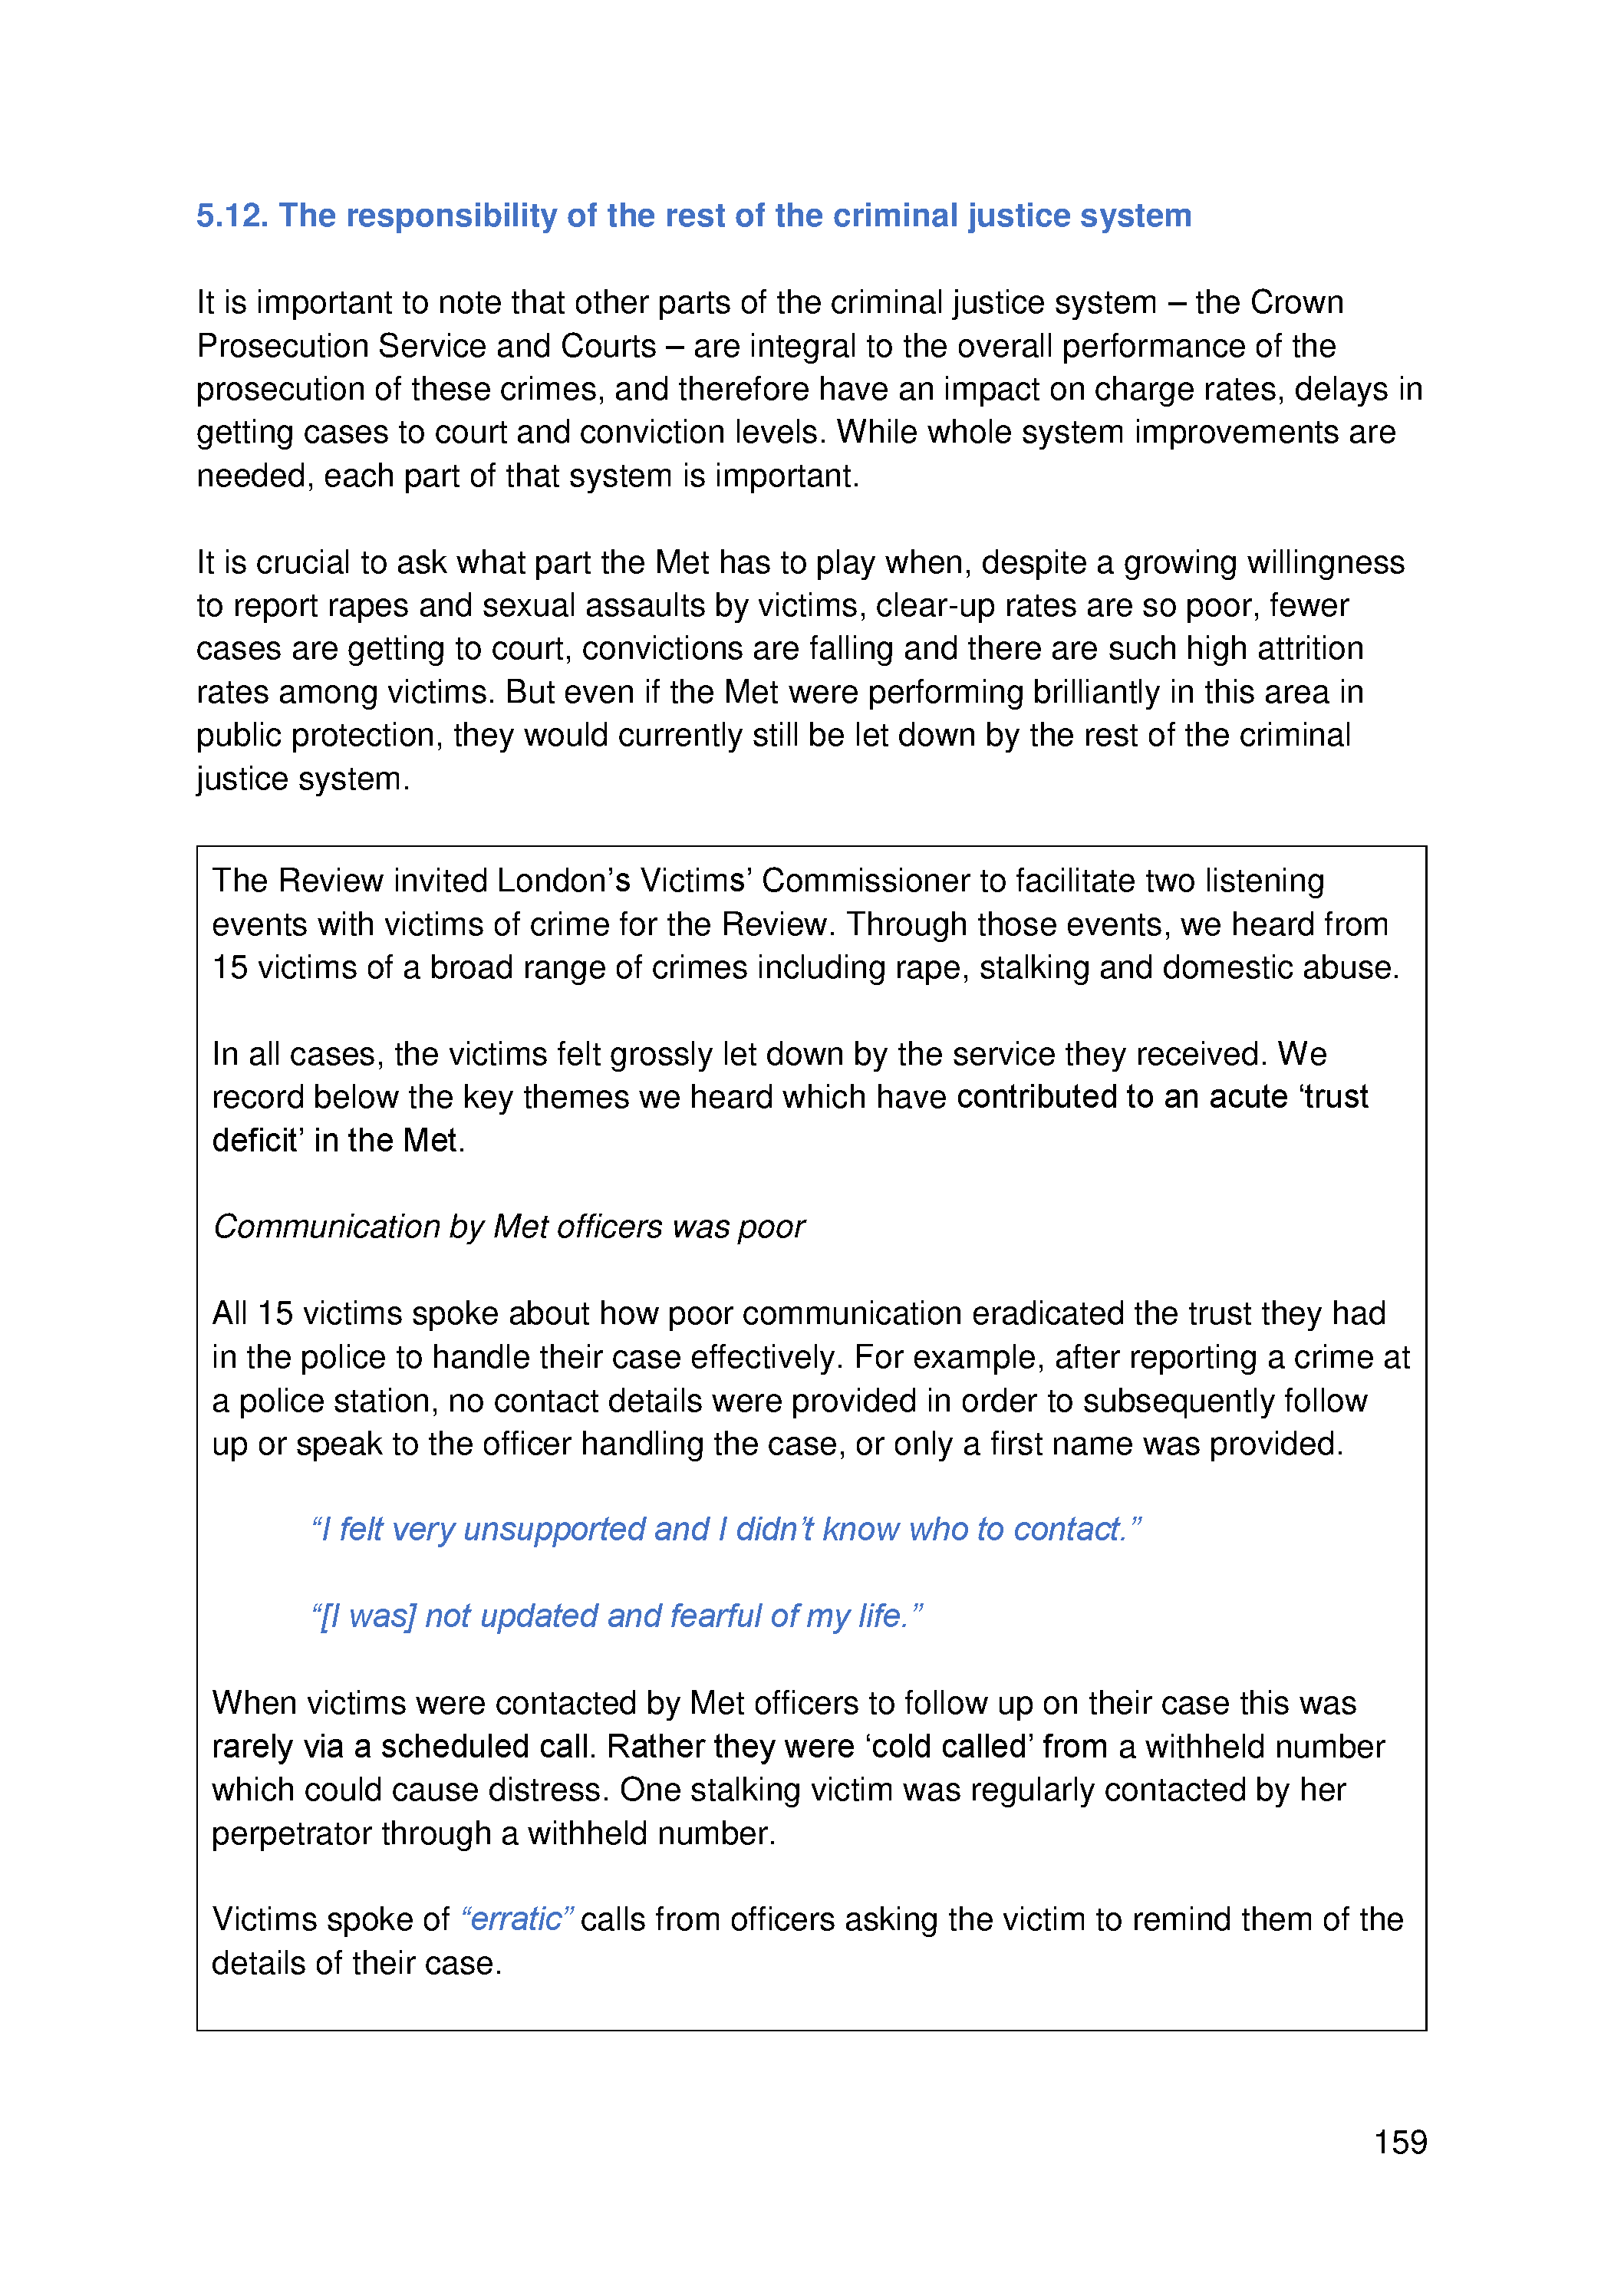 5.12. The responsibility of the rest of the criminal justice system
It is important to note that other parts of the criminal justice system – the Crown
Prosecution Service and Courts – are integral to the overall performance of the
prosecution of these crimes, and therefore have an impact on charge rates, delays in
getting cases to court and conviction levels. While whole system improvements are
needed, each part of that system is important.
It is crucial to ask what part the Met has to play when, despite a growing willingness
to report rapes and sexual assaults by victims, clear-up rates are so poor, fewer
cases are getting to court, convictions are falling and there are such high attrition
rates among victims. But even if the Met were performing brilliantly in this area in
public protection, they would currently still be let down by the rest of the criminal
justice system.
The Review invited London’s Victims’ Commissioner to facilitate two listening
events with victims of crime for the Review. Through those events, we heard from
15 victims of a broad range of crimes including rape, stalking and domestic abuse.
In all cases, the victims felt grossly let down by the service they received. We
record below the key themes we heard which have contributed to an acute ‘trust
deficit’ in the Met.
Communication by Met officers was poor
All 15 victims spoke about how poor communication eradicated the trust they had
in the police to handle their case effectively. For example, after reporting a crime at
a police station, no contact details were provided in order to subsequently follow
up or speak to the officer handling the case, or only a first name was provided.
“I felt very unsupported and I didn’t know who to contact.”
“[I was] not updated and fearful of my life.”
When victims were contacted by Met officers to follow up on their case this was
rarely via a scheduled call. Rather they were ‘cold called’ from a withheld number
which could cause distress. One stalking victim was regularly contacted by her
perpetrator through a withheld number.
Victims spoke of “erratic” calls from officers asking the victim to remind them of the
details of their case.
159